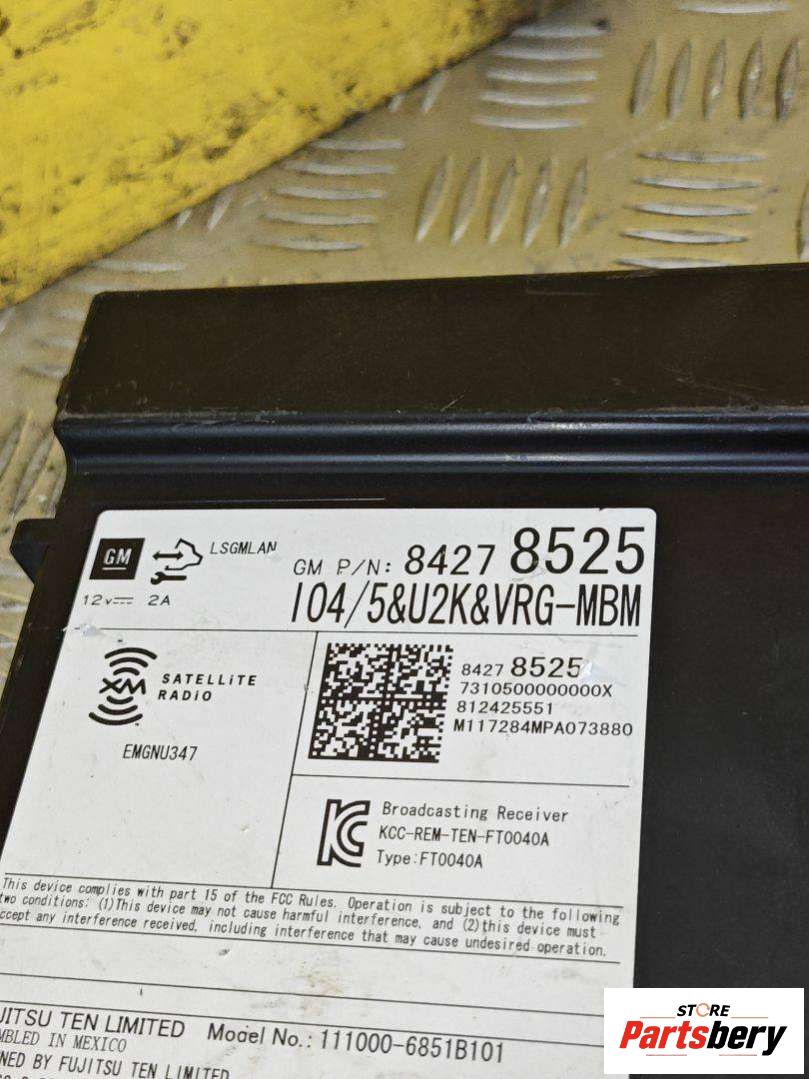 GM
LSGMLAN
GM P/N: 8427 8525
12v 2A
I04/5&U2K&VRG-MBM
XM SATELLITE RADIO
EMGNU347
8427 8525
7310500000000X
812425551
M117284MPA073880
Broadcasting Receiver
KCC-REM-TEN-FT0040A
Type:FT0040A
This device complies with part 15 of the FCC Rules. Operation is subject to the following
two conditions: (1)This device may not cause harmful interference, and (2)this device must
ccept any interference received, including interference that may cause undesired operation.
JITSU TEN LIMITED Model No.: 111000-6851B101
MBLED IN MEXICO
NED BY FUJITSU TEN LIMITED
STORE
Partsbery